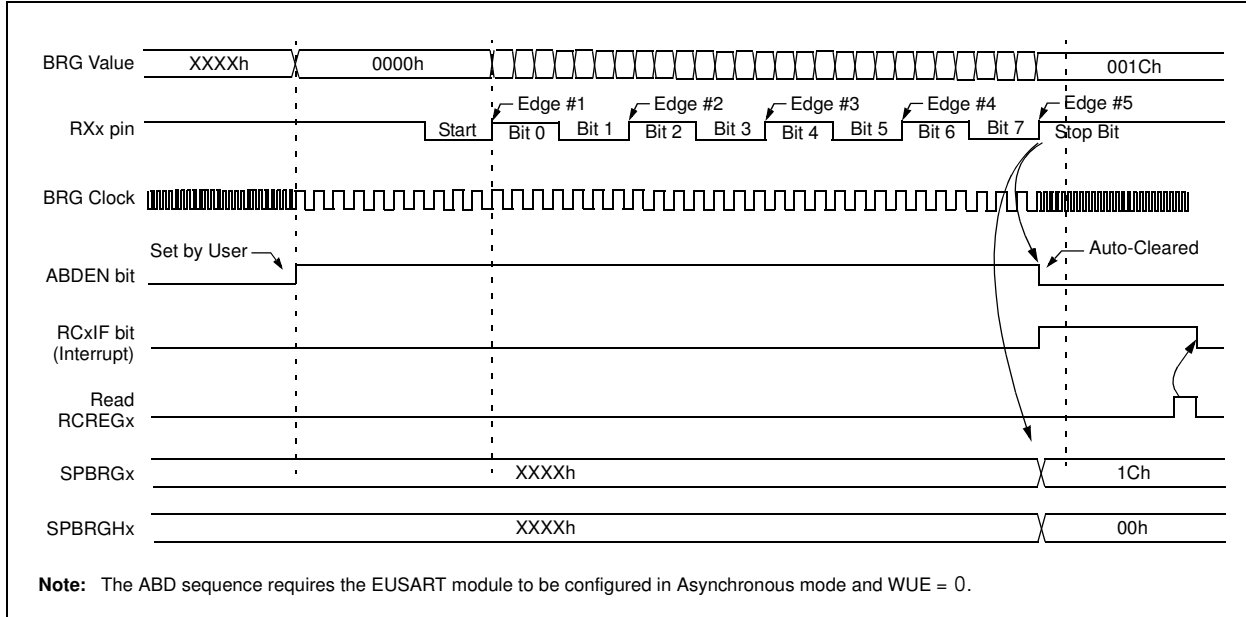 BRG Value XXXXh 0000h 001Ch
Edge #1 Edge #2 Edge #3 Edge #4 Edge #5
RXx pin Start Bit 0 Bit 1 Bit 2 Bit 3 Bit 4 Bit 5 Bit 6 Bit 7 Stop Bit
BRG Clock
Set by User Auto-Cleared
ABDEN bit
RCxIF bit
(Interrupt)
Read
RCREGx
SPBRGx XXXXh 1Ch
SPBRGHx XXXXh 00h
Note: The ABD sequence requires the EUSART module to be configured in Asynchronous mode and WUE = 0.